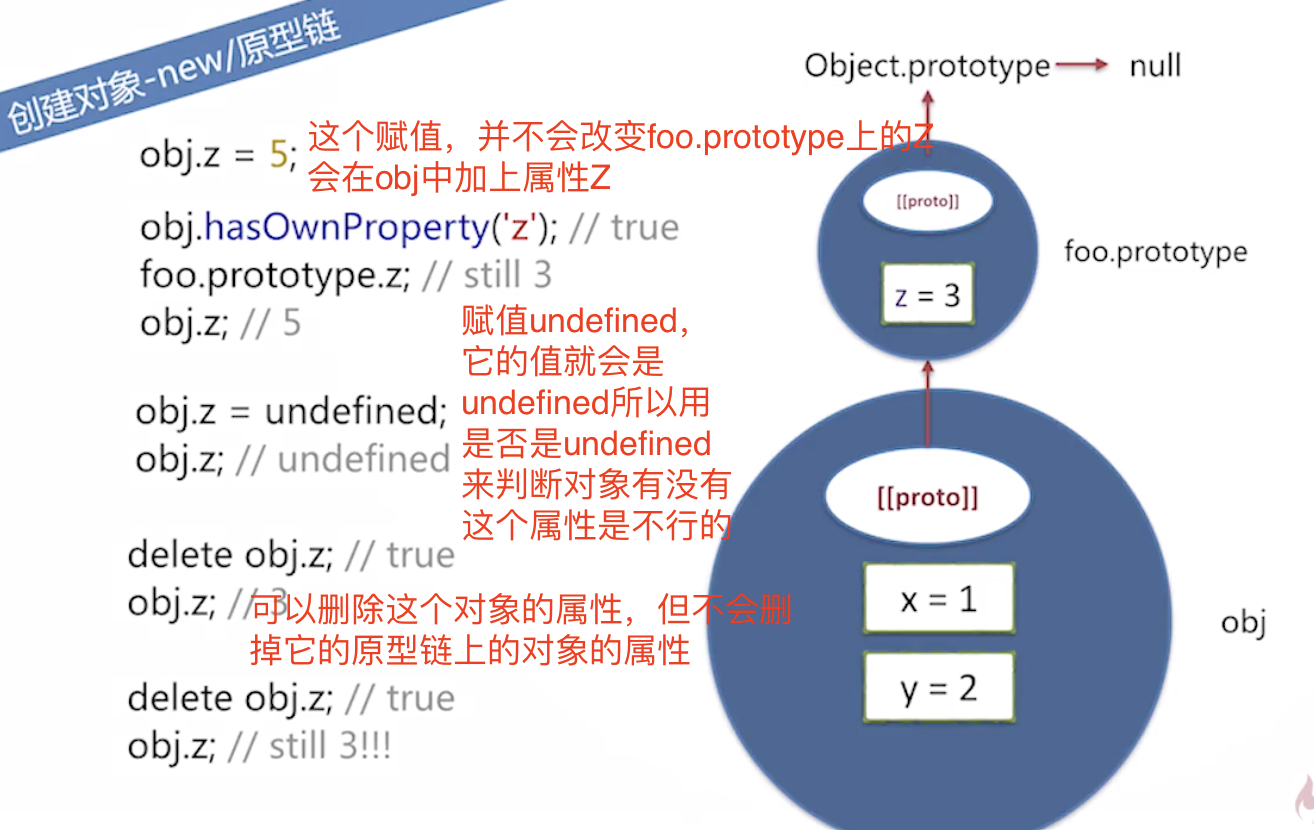 创建对象-new/原型链
obj.z = 5;
这个赋值，并不会改变foo.prototype上的Z
会在obj中加上属性Z
obj.hasOwnProperty('z'); // true
foo.prototype.z; // still 3
obj.z; // 5
赋值undefined，
它的值就会是
undefined所以用
是否是undefined
来判断对象有没有
这个属性是不行的
obj.z = undefined;
obj.z; // undefined
delete obj.z; // true
obj.z; // 3
可以删除这个对象的属性，但不会删
掉它的原型链上的对象的属性
delete obj.z; // true
obj.z; // still 3!!!
Object.prototype
null
[[proto]]
z = 3
foo.prototype
[[proto]]
x = 1
y = 2
obj